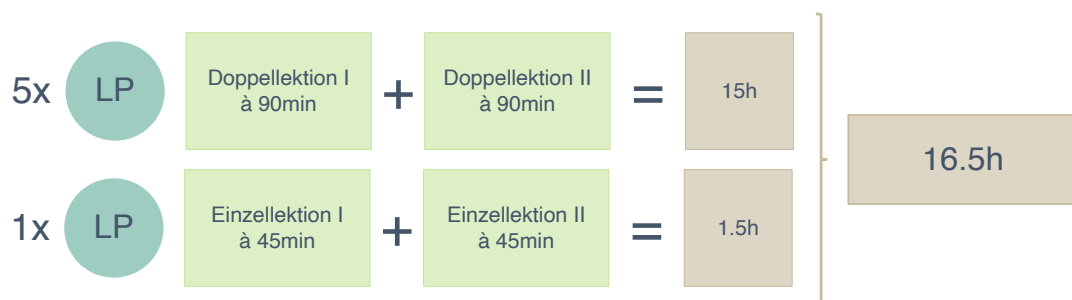 5x
LP
Doppellektion I
à 90min
+
Doppellektion II
à 90min
=
15h
1x
LP
Einzellektion I
à 45min
+
Einzellektion II
à 45min
=
1.5h
16.5h